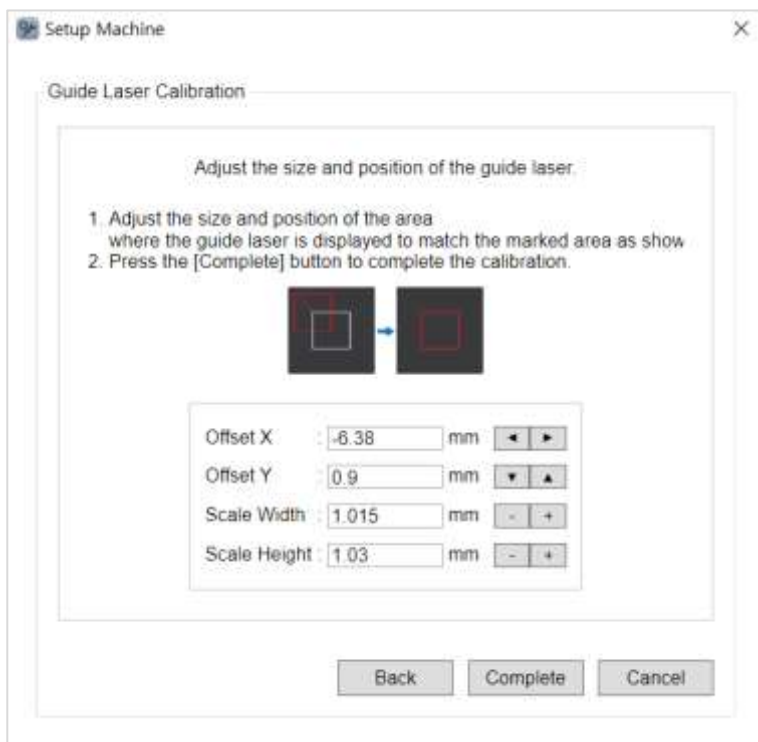 Setup Machine
Guide Laser Calibration
Adjust the size and position of the guide laser.
1. Adjust the size and position of the area
where the guide laser is displayed to match the marked area as show
2. Press the [Complete] button to complete the calibration.
Offset X : -6.38 mm
Offset Y : 0.9 mm
Scale Width : 1.015 mm - +
Scale Height : 1.03 mm - +
Back Complete Cancel